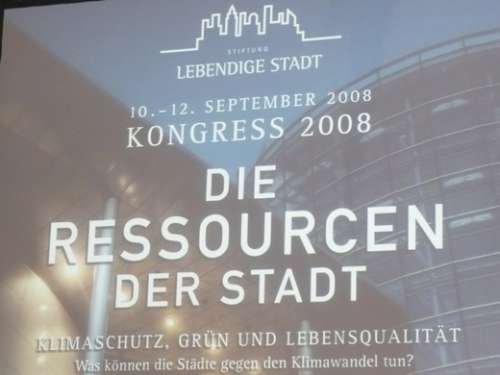 STIFTUNG
LEBENDIGE STADT
10.–12. SEPTEMBER 2008
KONGRESS 2008
DIE
RESSOURCEN
DER STADT
KLIMASCHUTZ, GRÜN UND LEBENSQUALITÄT
Was können die Städte gegen den Klimawandel tun?